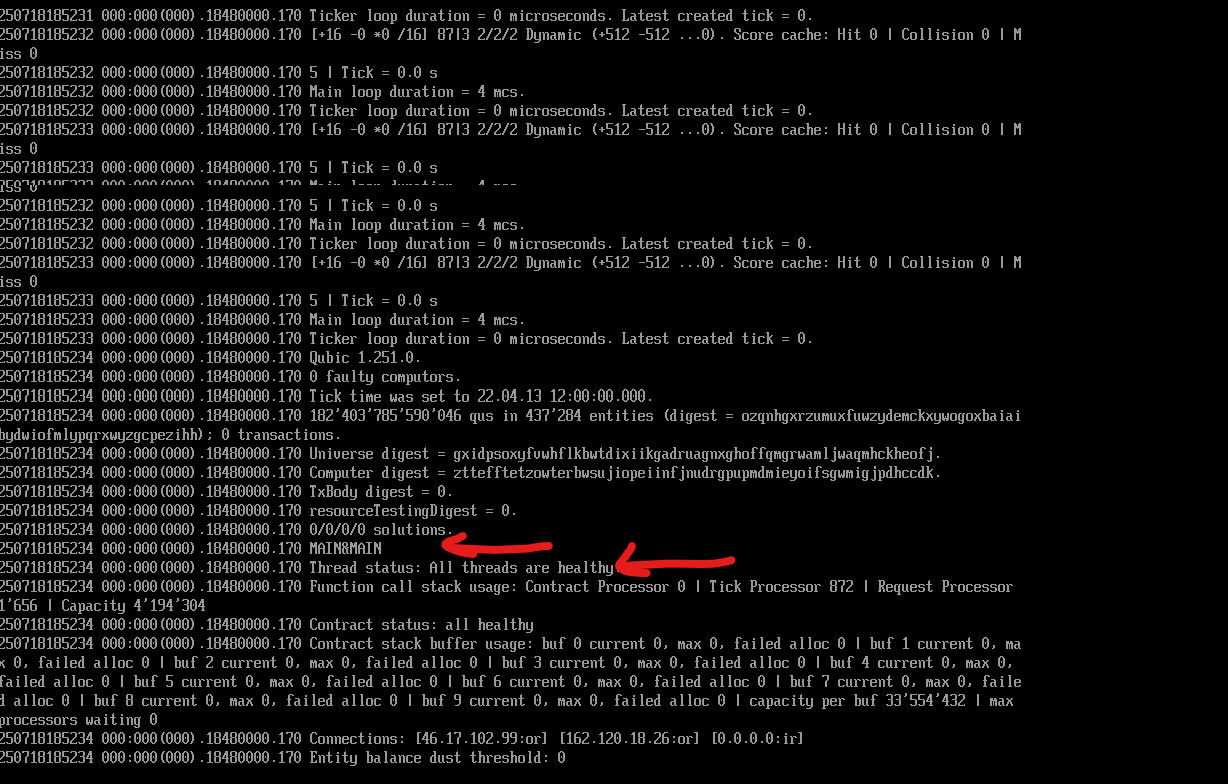 250718185231 000:000(000).18480000.170 Ticker loop duration = 0 microseconds. Latest created tick = 0.
250718185232 000:000(000).18480000.170 [+16 -0 *0 /16] 87|3 2/2/2 Dynamic (+512 -512 ...0). Score cache: Hit 0 | Collision 0 | M
iss 0
250718185232 000:000(000).18480000.170 5 | Tick = 0.0 s
250718185232 000:000(000).18480000.170 Main loop duration = 4 mcs.
250718185232 000:000(000).18480000.170 Ticker loop duration = 0 microseconds. Latest created tick = 0.
250718185233 000:000(000).18480000.170 [+16 -0 *0 /16] 87|3 2/2/2 Dynamic (+512 -512 ...0). Score cache: Hit 0 | Collision 0 | M
iss 0
250718185233 000:000(000).18480000.170 5 | Tick = 0.0 s
250718185232 000:000(000).18480000.170 5 | Tick = 0.0 s
250718185232 000:000(000).18480000.170 Main loop duration = 4 mcs.
250718185232 000:000(000).18480000.170 Ticker loop duration = 0 microseconds. Latest created tick = 0.
250718185233 000:000(000).18480000.170 [+16 -0 *0 /16] 87|3 2/2/2 Dynamic (+512 -512 ...0). Score cache: Hit 0 | Collision 0 | M
iss 0
250718185233 000:000(000).18480000.170 5 | Tick = 0.0 s
250718185233 000:000(000).18480000.170 Main loop duration = 4 mcs.
250718185233 000:000(000).18480000.170 Ticker loop duration = 0 microseconds. Latest created tick = 0.
250718185234 000:000(000).18480000.170 Qubic 1.251.0.
250718185234 000:000(000).18480000.170 0 faulty computors.
250718185234 000:000(000).18480000.170 Tick time was set to 22.04.13 12:00:00.000.
250718185234 000:000(000).18480000.170 182'403'785'590'046 qus in 437'284 entities (digest = ozqnhgxrzumuxfuwzydemckxywogoxbaiai
bydwiofmlypqrxwyzgcpezihh); 0 transactions.
250718185234 000:000(000).18480000.170 Universe digest = gxidpsoxyfvwhflkbwtdixiikgadruagnxghoffqmgrwamljwaqmhckheofj.
250718185234 000:000(000).18480000.170 Computer digest = zttefftetzowterbwsujiopeiinfjnudrgpupmdmieyoifsgwmigjpdhccdk.
250718185234 000:000(000).18480000.170 TxBody digest = 0.
250718185234 000:000(000).18480000.170 resourceTestingDigest = 0.
250718185234 000:000(000).18480000.170 0/0/0/0 solutions.
250718185234 000:000(000).18480000.170 MAIN&MAIN
250718185234 000:000(000).18480000.170 Thread status: All threads are healthy
250718185234 000:000(000).18480000.170 Function call stack usage: Contract Processor 0 | Tick Processor 872 | Request Processor
1'656 | Capacity 4'194'304
250718185234 000:000(000).18480000.170 Contract status: all healthy
250718185234 000:000(000).18480000.170 Contract stack buffer usage: buf 0 current 0, max 0, failed alloc 0 | buf 1 current 0, ma
x 0, failed alloc 0 | buf 2 current 0, max 0, failed alloc 0 | buf 3 current 0, max 0, failed alloc 0 | buf 4 current 0, max 0,
failed alloc 0 | buf 5 current 0, max 0, failed alloc 0 | buf 6 current 0, max 0, failed alloc 0 | buf 7 current 0, max 0, faile
d alloc 0 | buf 8 current 0, max 0, failed alloc 0 | buf 9 current 0, max 0, failed alloc 0 | capacity per buf 33'554'432 | max
processors waiting 0
250718185234 000:000(000).18480000.170 Connections: [46.17.102.99:or] [162.120.18.26:or] [0.0.0.0:ir]
250718185234 000:000(000).18480000.170 Entity balance dust threshold: 0